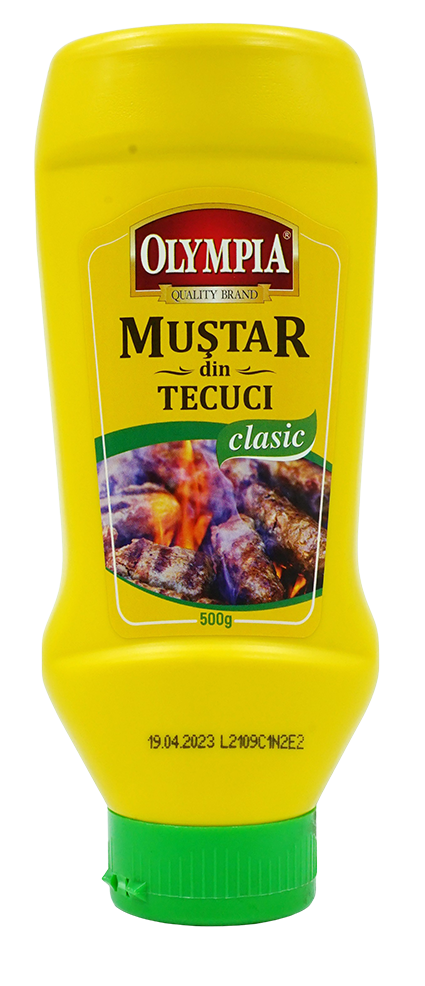 OLYMPIA®
QUALITY BRAND
MUŞTAR
din
TECUCI
clasic
500g
19.04.2023 L2109C1N2E2